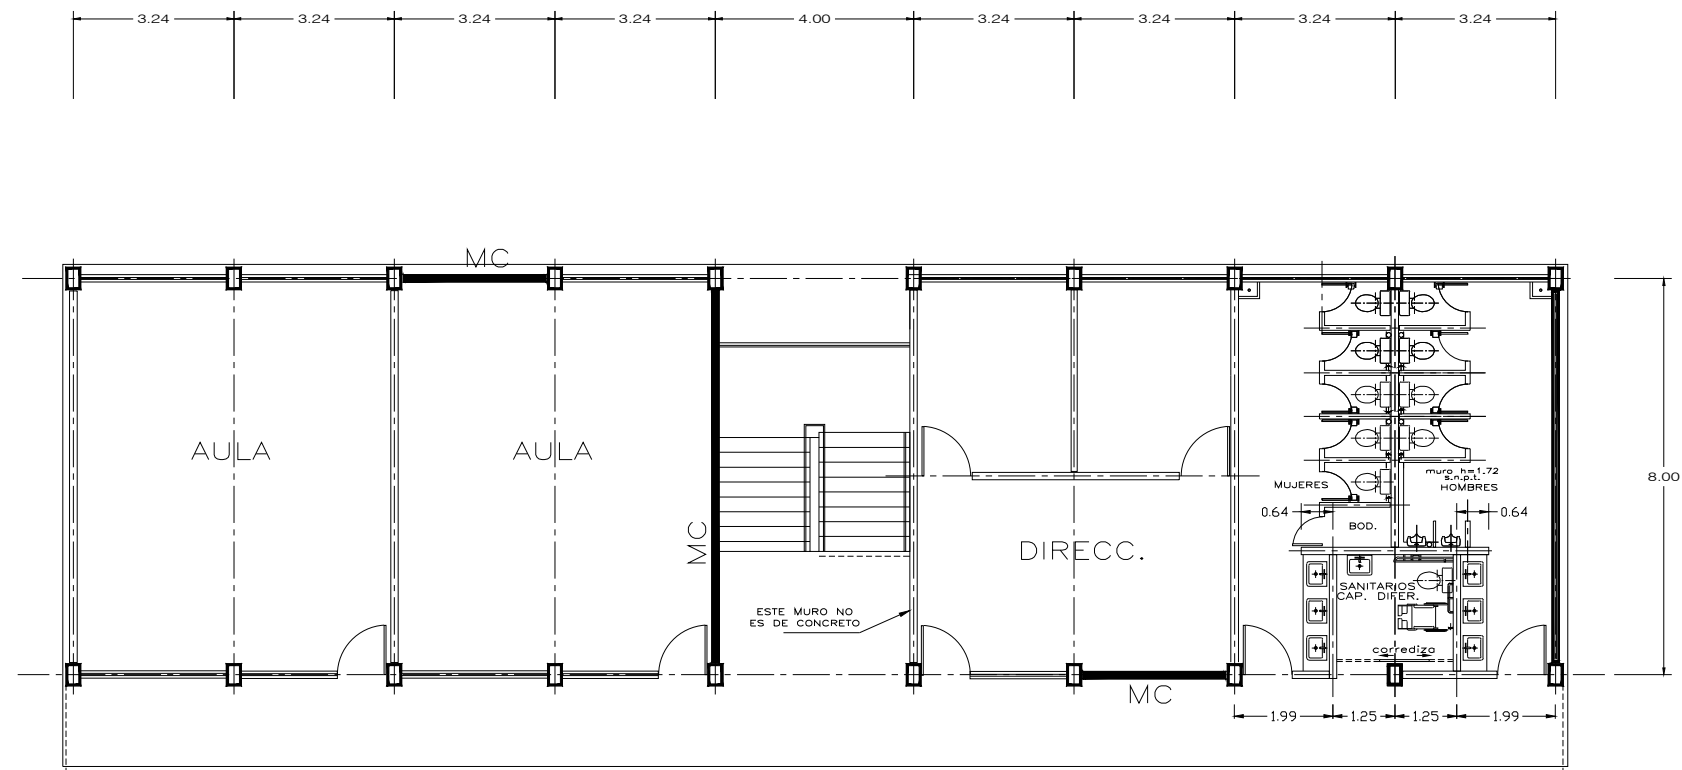 3.24 3.24 3.24 3.24 4.00 3.24 3.24 3.24 3.24
MC
8.00
AULA
AULA
muro h=1.72
s.n.p.t.
MUJERES
HOMBRES
0.64
0.64
BOD.
MC
DIRECC.
SANITARIOS
CAP. DIFER.
ESTE MURO NO
ES DE CONCRETO
corrediza
MC
1.99 1.25 1.25 1.99